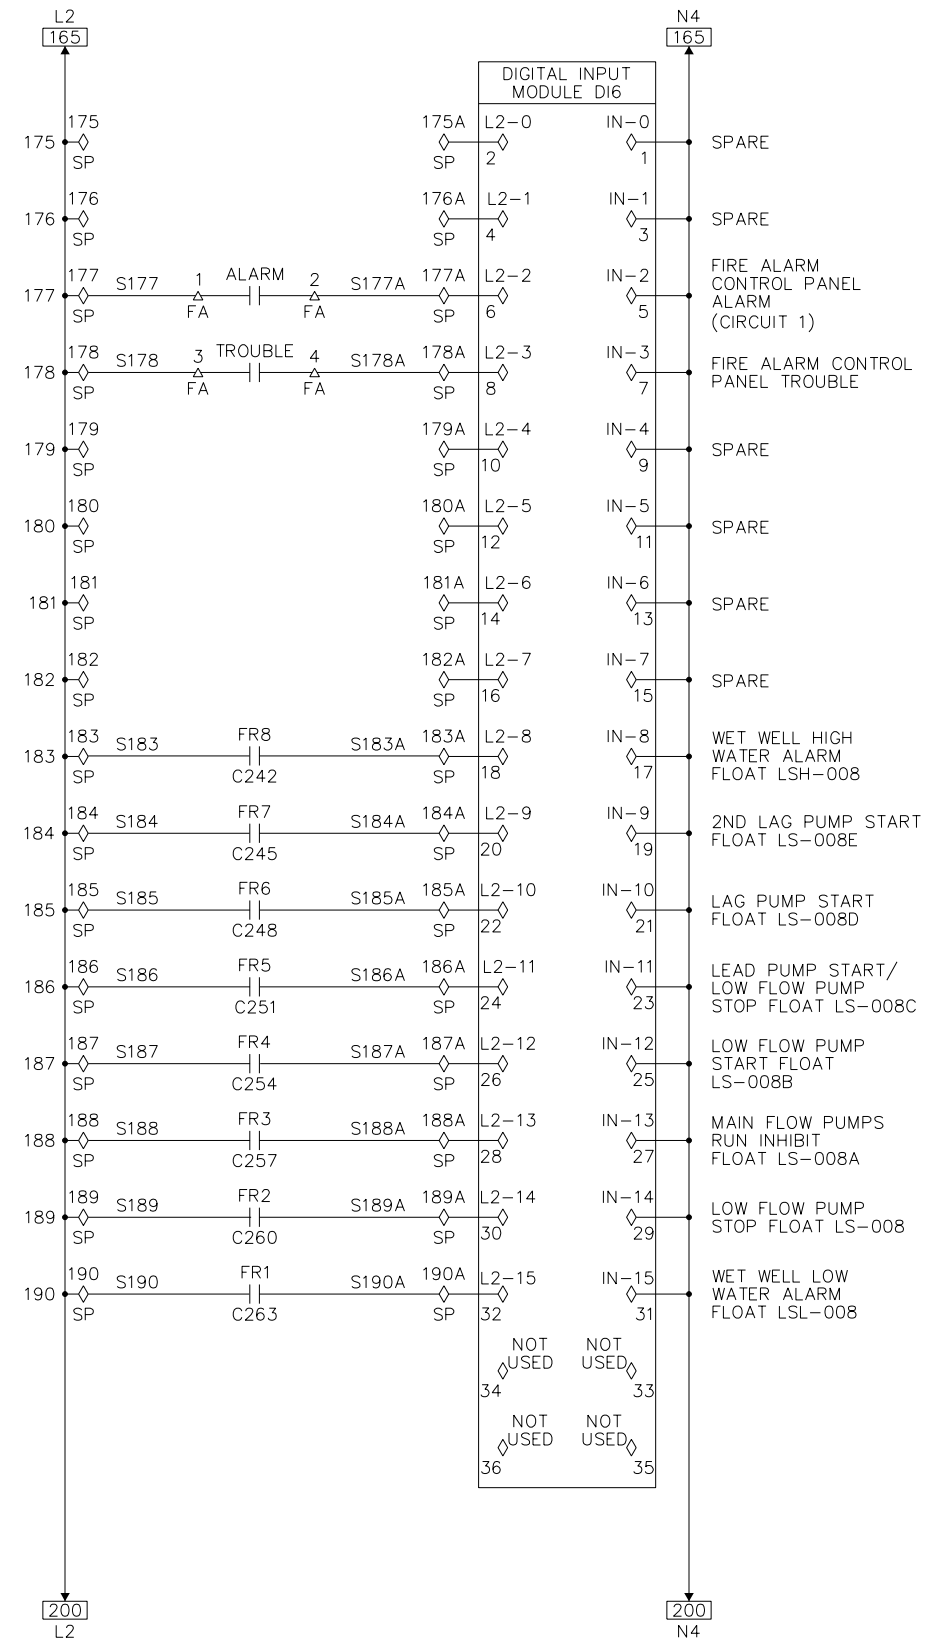 L2
165
N4
165
DIGITAL INPUT
MODULE DI6
175 175 175A L2-0 IN-0
SP SP 2 1 SPARE
176 176 176A L2-1 IN-1
SP SP 4 3 SPARE
177 177 S177 1 ALARM 2 S177A 177A L2-2 IN-2
SP FA FA SP 6 5
FIRE ALARM
CONTROL PANEL
ALARM
(CIRCUIT 1)
178 178 S178 3 TROUBLE 4 S178A 178A L2-3 IN-3
SP FA FA SP 8 7
FIRE ALARM CONTROL
PANEL TROUBLE
179 179 179A L2-4 IN-4
SP SP 10 9 SPARE
180 180 180A L2-5 IN-5
SP SP 12 11 SPARE
181 181 181A L2-6 IN-6
SP SP 14 13 SPARE
182 182 182A L2-7 IN-7
SP SP 16 15 SPARE
183 183 S183 FR8 S183A 183A L2-8 IN-8
SP C242 SP 18 17
WET WELL HIGH
WATER ALARM
FLOAT LSH-008
184 184 S184 FR7 S184A 184A L2-9 IN-9
SP C245 SP 20 19
2ND LAG PUMP START
FLOAT LS-008E
185 185 S185 FR6 S185A 185A L2-10 IN-10
SP C248 SP 22 21
LAG PUMP START
FLOAT LS-008D
186 186 S186 FR5 S186A 186A L2-11 IN-11
SP C251 SP 24 23
LEAD PUMP START/
LOW FLOW PUMP
STOP FLOAT LS-008C
187 187 S187 FR4 S187A 187A L2-12 IN-12
SP C254 SP 26 25
LOW FLOW PUMP
START FLOAT
LS-008B
188 188 S188 FR3 S188A 188A L2-13 IN-13
SP C257 SP 28 27
MAIN FLOW PUMPS
RUN INHIBIT
FLOAT LS-008A
189 189 S189 FR2 S189A 189A L2-14 IN-14
SP C260 SP 30 29
LOW FLOW PUMP
STOP FLOAT LS-008
190 190 S190 FR1 S190A 190A L2-15 IN-15
SP C263 SP 32 31
WET WELL LOW
WATER ALARM
FLOAT LSL-008
NOT NOT
USED USED
34 33
NOT NOT
USED USED
36 35
200
L2
200
N4